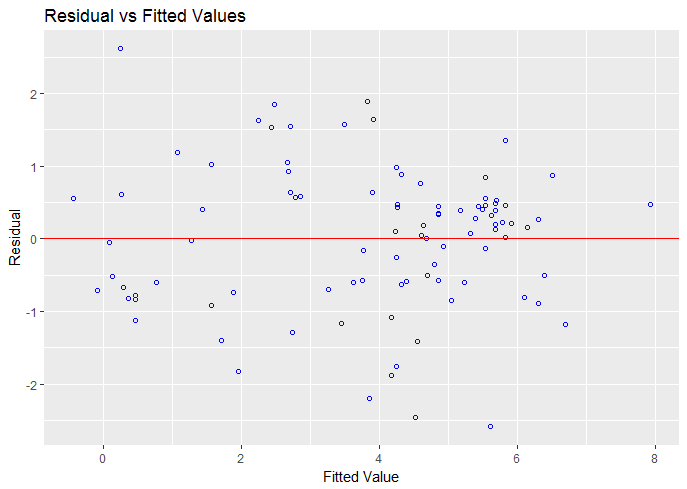 Residual vs Fitted Values
Residual
2
1
0
-1
-2
0 2 4 6 8
Fitted Value